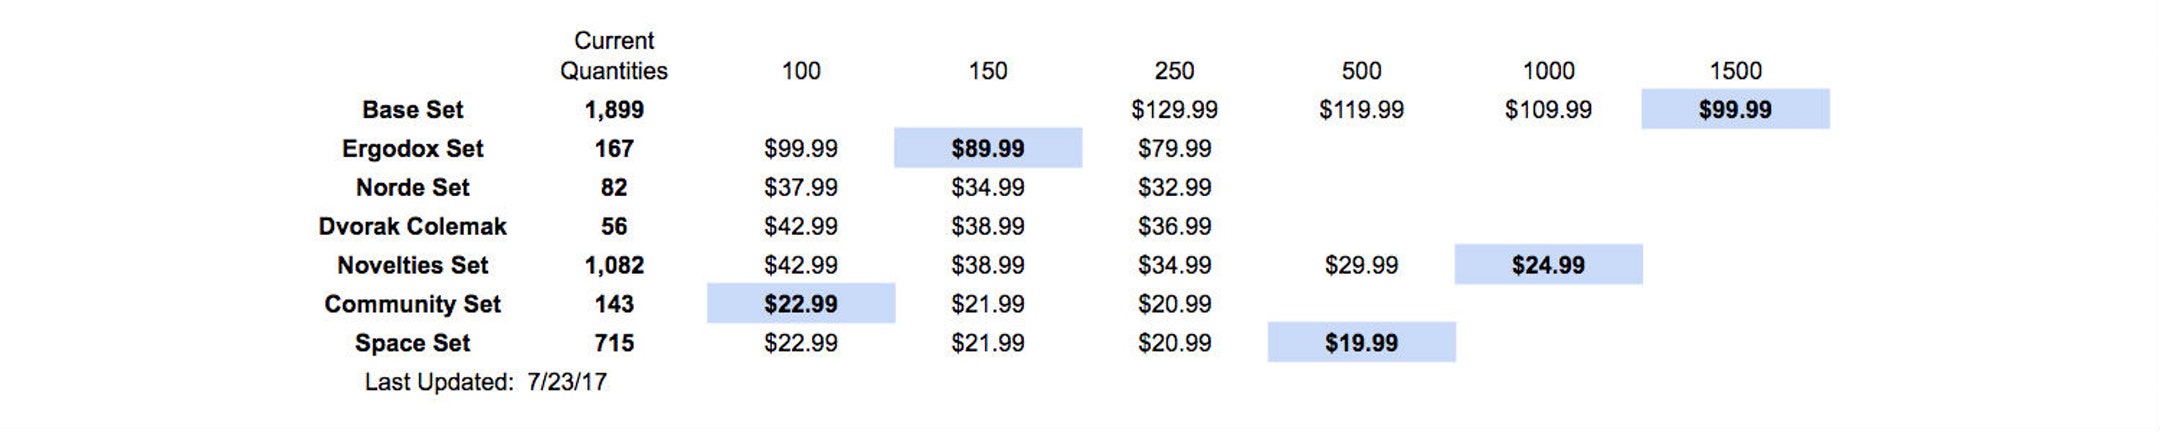 Current
Quantities 100 150 250 500 1000 1500
Base Set 1,899 $129.99 $119.99 $109.99 $99.99
Ergodox Set 167 $99.99 $89.99 $79.99
Norde Set 82 $37.99 $34.99 $32.99
Dvorak Colemak 56 $42.99 $38.99 $36.99
Novelties Set 1,082 $42.99 $38.99 $34.99 $29.99 $24.99
Community Set 143 $22.99 $21.99 $20.99
Space Set 715 $22.99 $21.99 $20.99 $19.99
Last Updated: 7/23/17